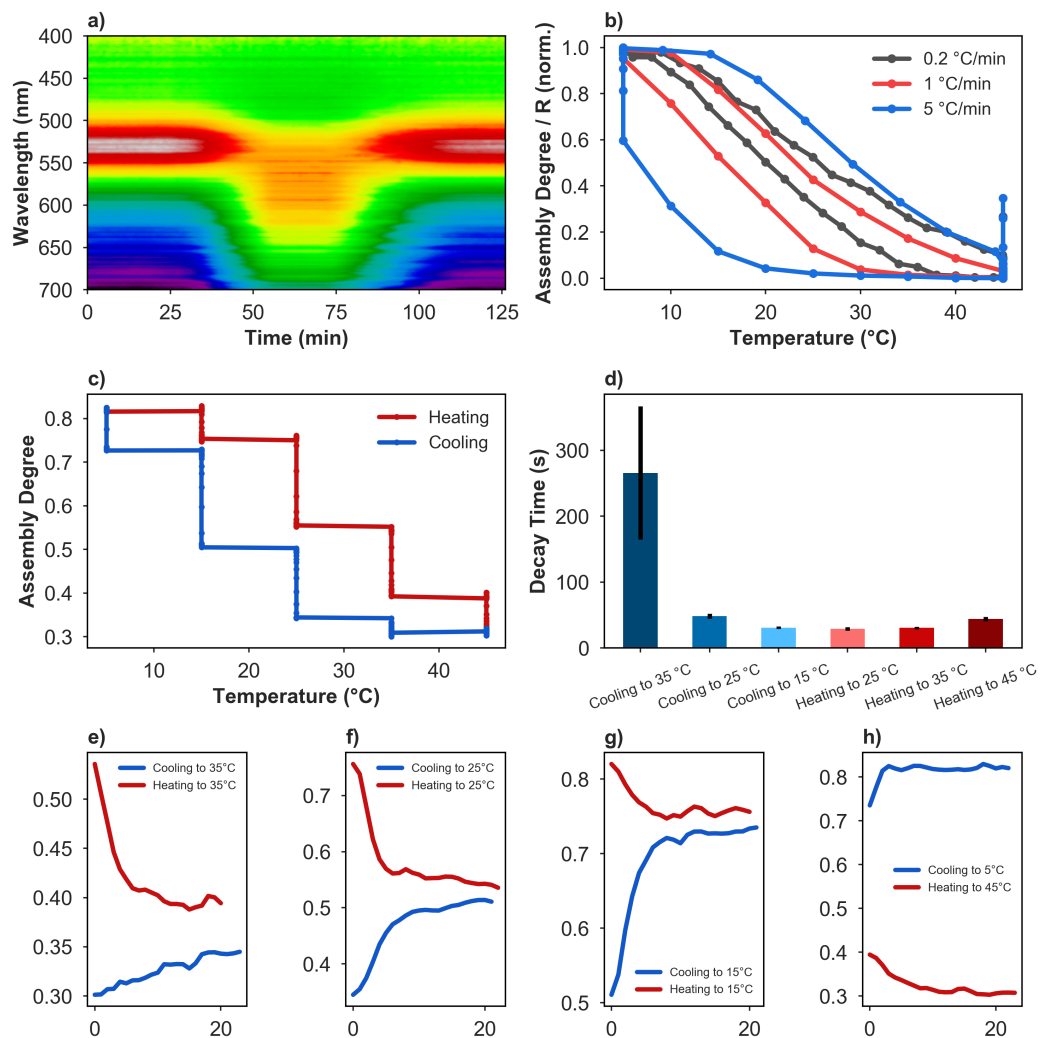 a)
400
450
500
550
600
650
700
Wavelength (nm)
0
25
50
75
100
125
Time (min)
b)
1.0
0.8
0.6
0.4
0.2
0.0
Assembly Degree / R (norm.)
0.2 °C/min
1 °C/min
5 °C/min
10
20
30
40
Temperature (°C)
c)
0.8
0.7
0.6
0.5
0.4
0.3
Assembly Degree
Heating
Cooling
10
20
30
40
Temperature (°C)
d)
300
200
100
0
Decay Time (s)
Cooling to 35 °C
Cooling to 25 °C
Cooling to 15 °C
Heating to 25 °C
Heating to 35 °C
Heating to 45 °C
e)
Cooling to 35°C
Heating to 35°C
0.50
0.45
0.40
0.35
0.30
0
20
f)
Cooling to 25°C
Heating to 25°C
0.7
0.6
0.5
0.4
0
20
g)
0.8
0.7
0.6
0.5
Cooling to 15°C
Heating to 15°C
0
20
h)
0.8
0.7
0.6
0.5
0.4
0.3
Cooling to 5°C
Heating to 45°C
0
20